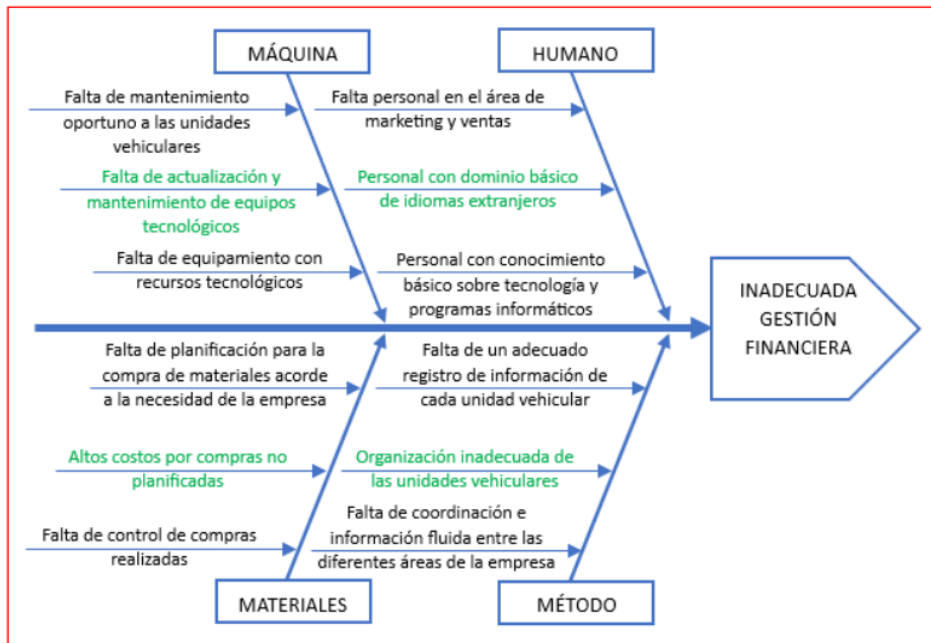 MÁQUINA
HUMANO
Falta de mantenimiento
oportuno a las unidades
vehiculares
Falta personal en el área de
marketing y ventas
Falta de actualización y
mantenimiento de equipos
tecnológicos
Personal con dominio básico
de idiomas extranjeros
Falta de equipamiento con
recursos tecnológicos
Personal con conocimiento
básico sobre tecnología y
programas informáticos
INADECUADA
GESTIÓN
FINANCIERA
Falta de planificación para la
compra de materiales acorde
a la necesidad de la empresa
Falta de un adecuado
registro de información de
cada unidad vehicular
Altos costos por compras no
planificadas
Organización inadecuada de
las unidades vehiculares
Falta de control de compras
realizadas
Falta de coordinación e
información fluida entre las
diferentes áreas de la empresa
MATERIALES
MÉTODO